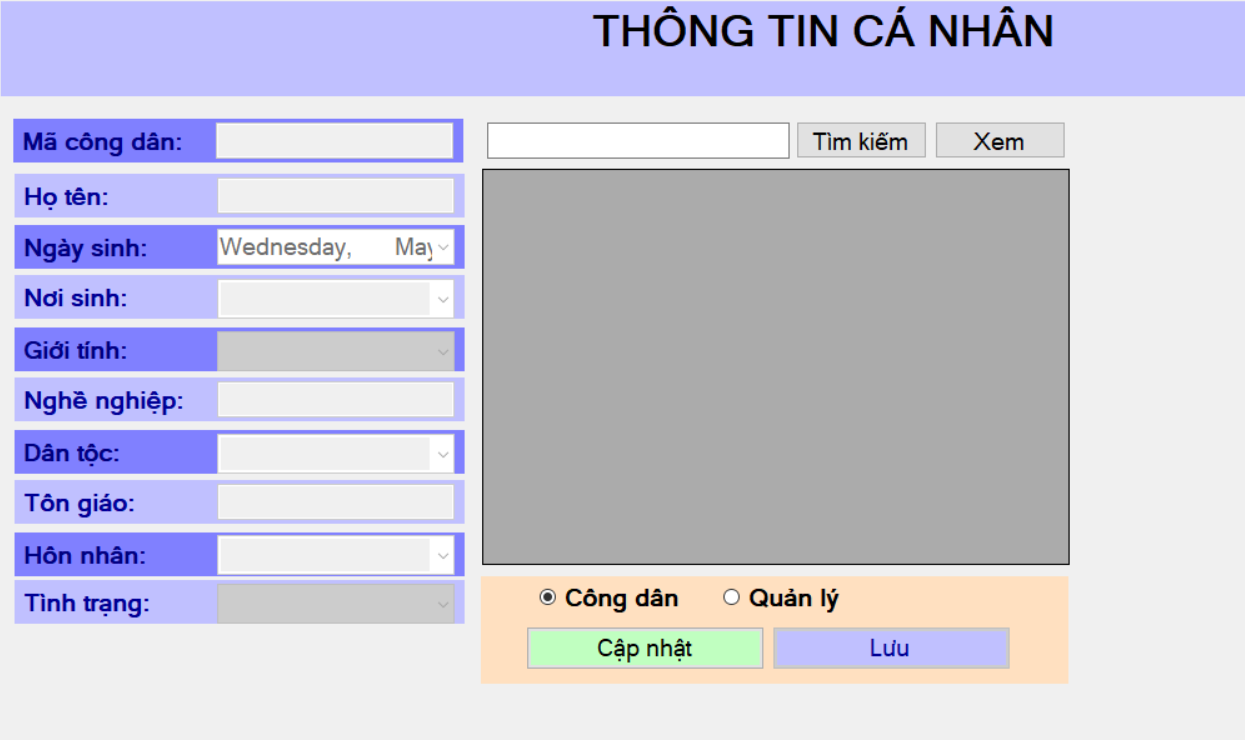 THÔNG TIN CÁ NHÂN
Mã công dân:
Tìm kiếm
Xem
Họ tên:
Ngày sinh:
Wednesday, May
Nơi sinh:
Giới tính:
Nghề nghiệp:
Dân tộc:
Tôn giáo:
Hôn nhân:
Tình trạng:
Công dân
Quản lý
Cập nhật
Lưu